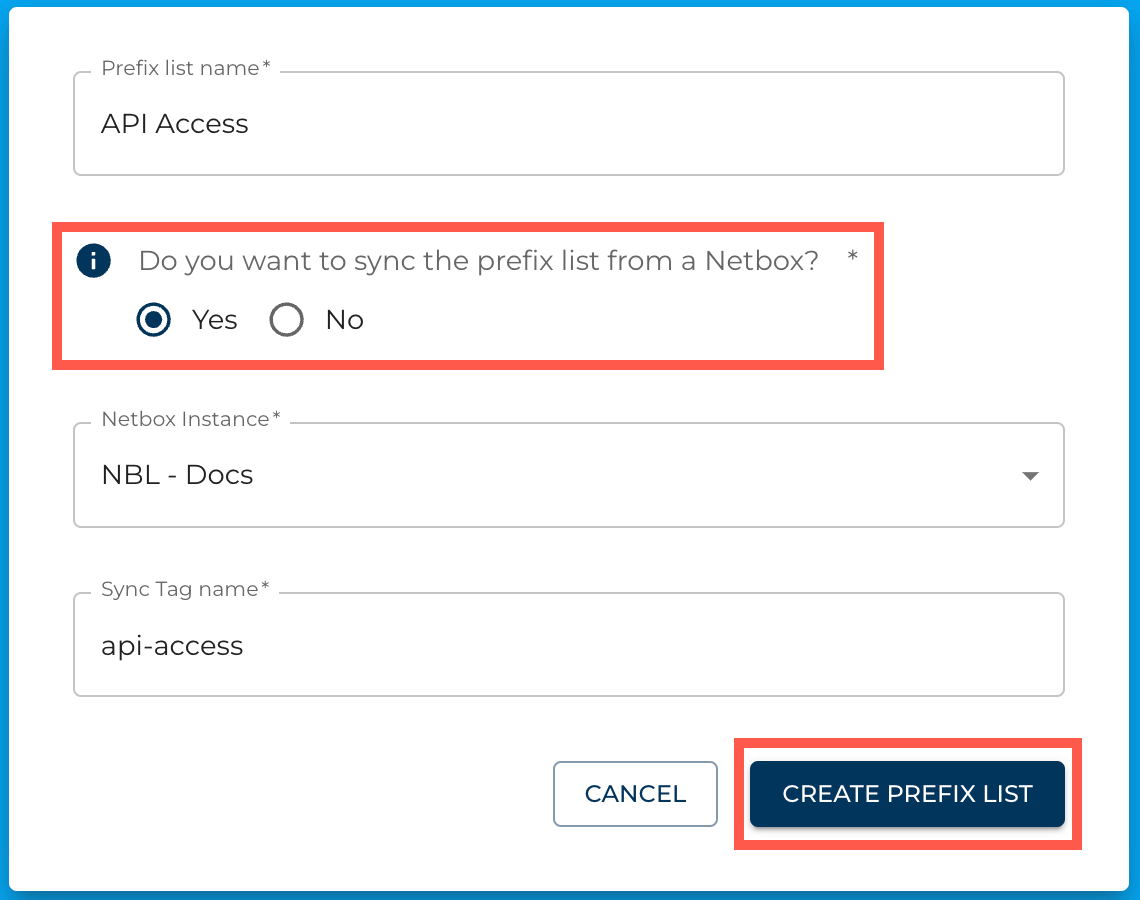 Prefix list name*
API Access
Do you want to sync the prefix list from a Netbox? *
Yes No
Netbox Instance*
NBL - Docs
Sync Tag name*
api-access
CANCEL CREATE PREFIX LIST